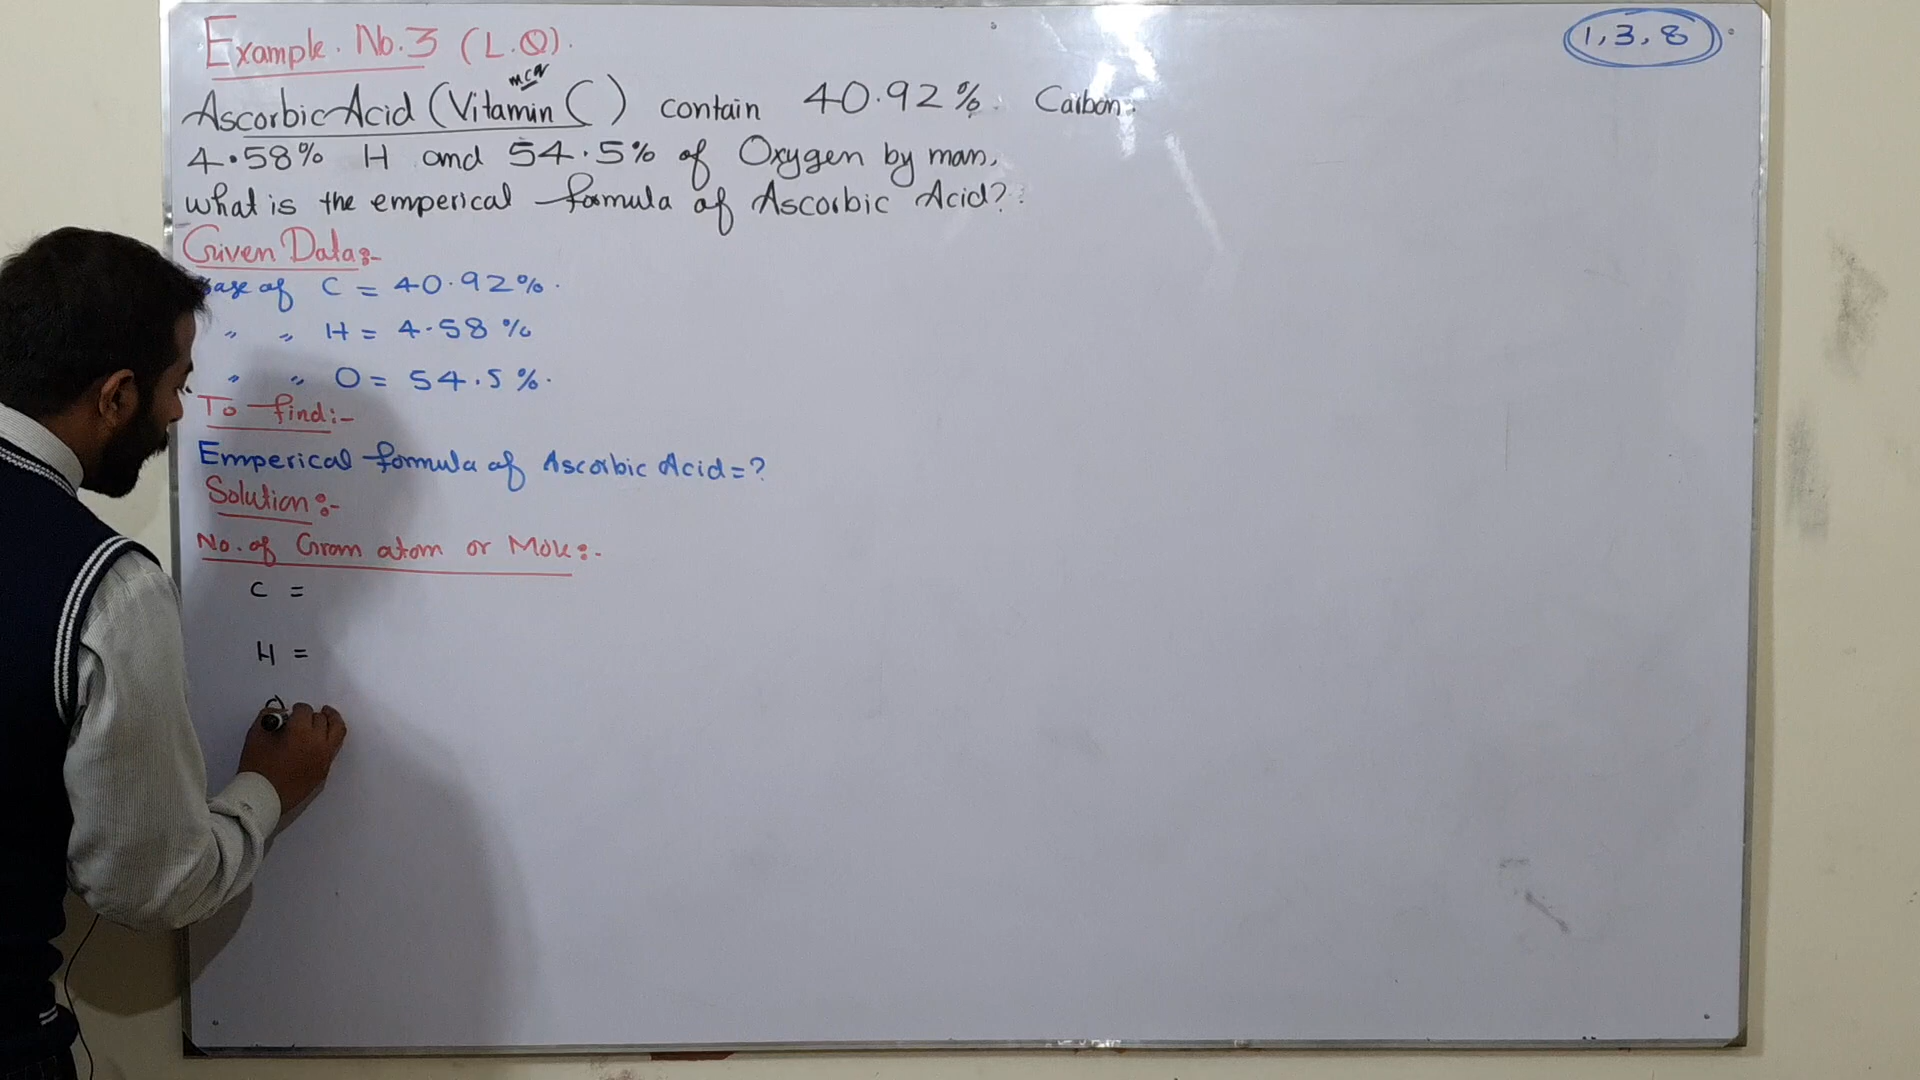 Example. No.3 (L.Q).
1, 3, 8
mcq
Ascorbic Acid (Vitamin C) contain 40.92% Carbon.
4.58% H and 54.5% of Oxygen by mas.
what is the emperical formula of Ascorbic Acid?
Given Data:-
%age of C = 40.92%.
" " H = 4.58 %
" " O = 54.5 %.
To find:-
Emperical formula of Ascorbic Acid = ?
Solution:-
No. of Gram atom or Mole:-
C =
H =